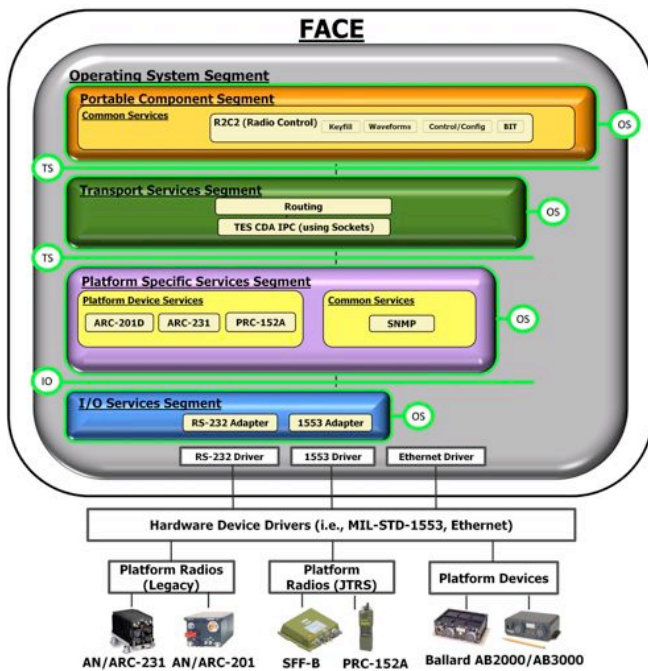 FACE
Operating System Segment
Portable Component Segment
Common Services
R2C2 (Radio Control) Keyfill Waveforms Control/Config BIT
OS
TS
Transport Services Segment
Routing
TES CDA IPC (using Sockets)
OS
TS
Platform Specific Services Segment
Platform Device Services
ARC-201D ARC-231 PRC-152A
Common Services
SNMP
OS
IO
I/O Services Segment
RS-232 Adapter 1553 Adapter
OS
RS-232 Driver 1553 Driver Ethernet Driver
Hardware Device Drivers (i.e., MIL-STD-1553, Ethernet)
Platform Radios
(Legacy)
Platform
Radios (JTRS)
Platform Devices
AN/ARC-231 AN/ARC-201 SFF-B PRC-152A Ballard AB2000/AB3000